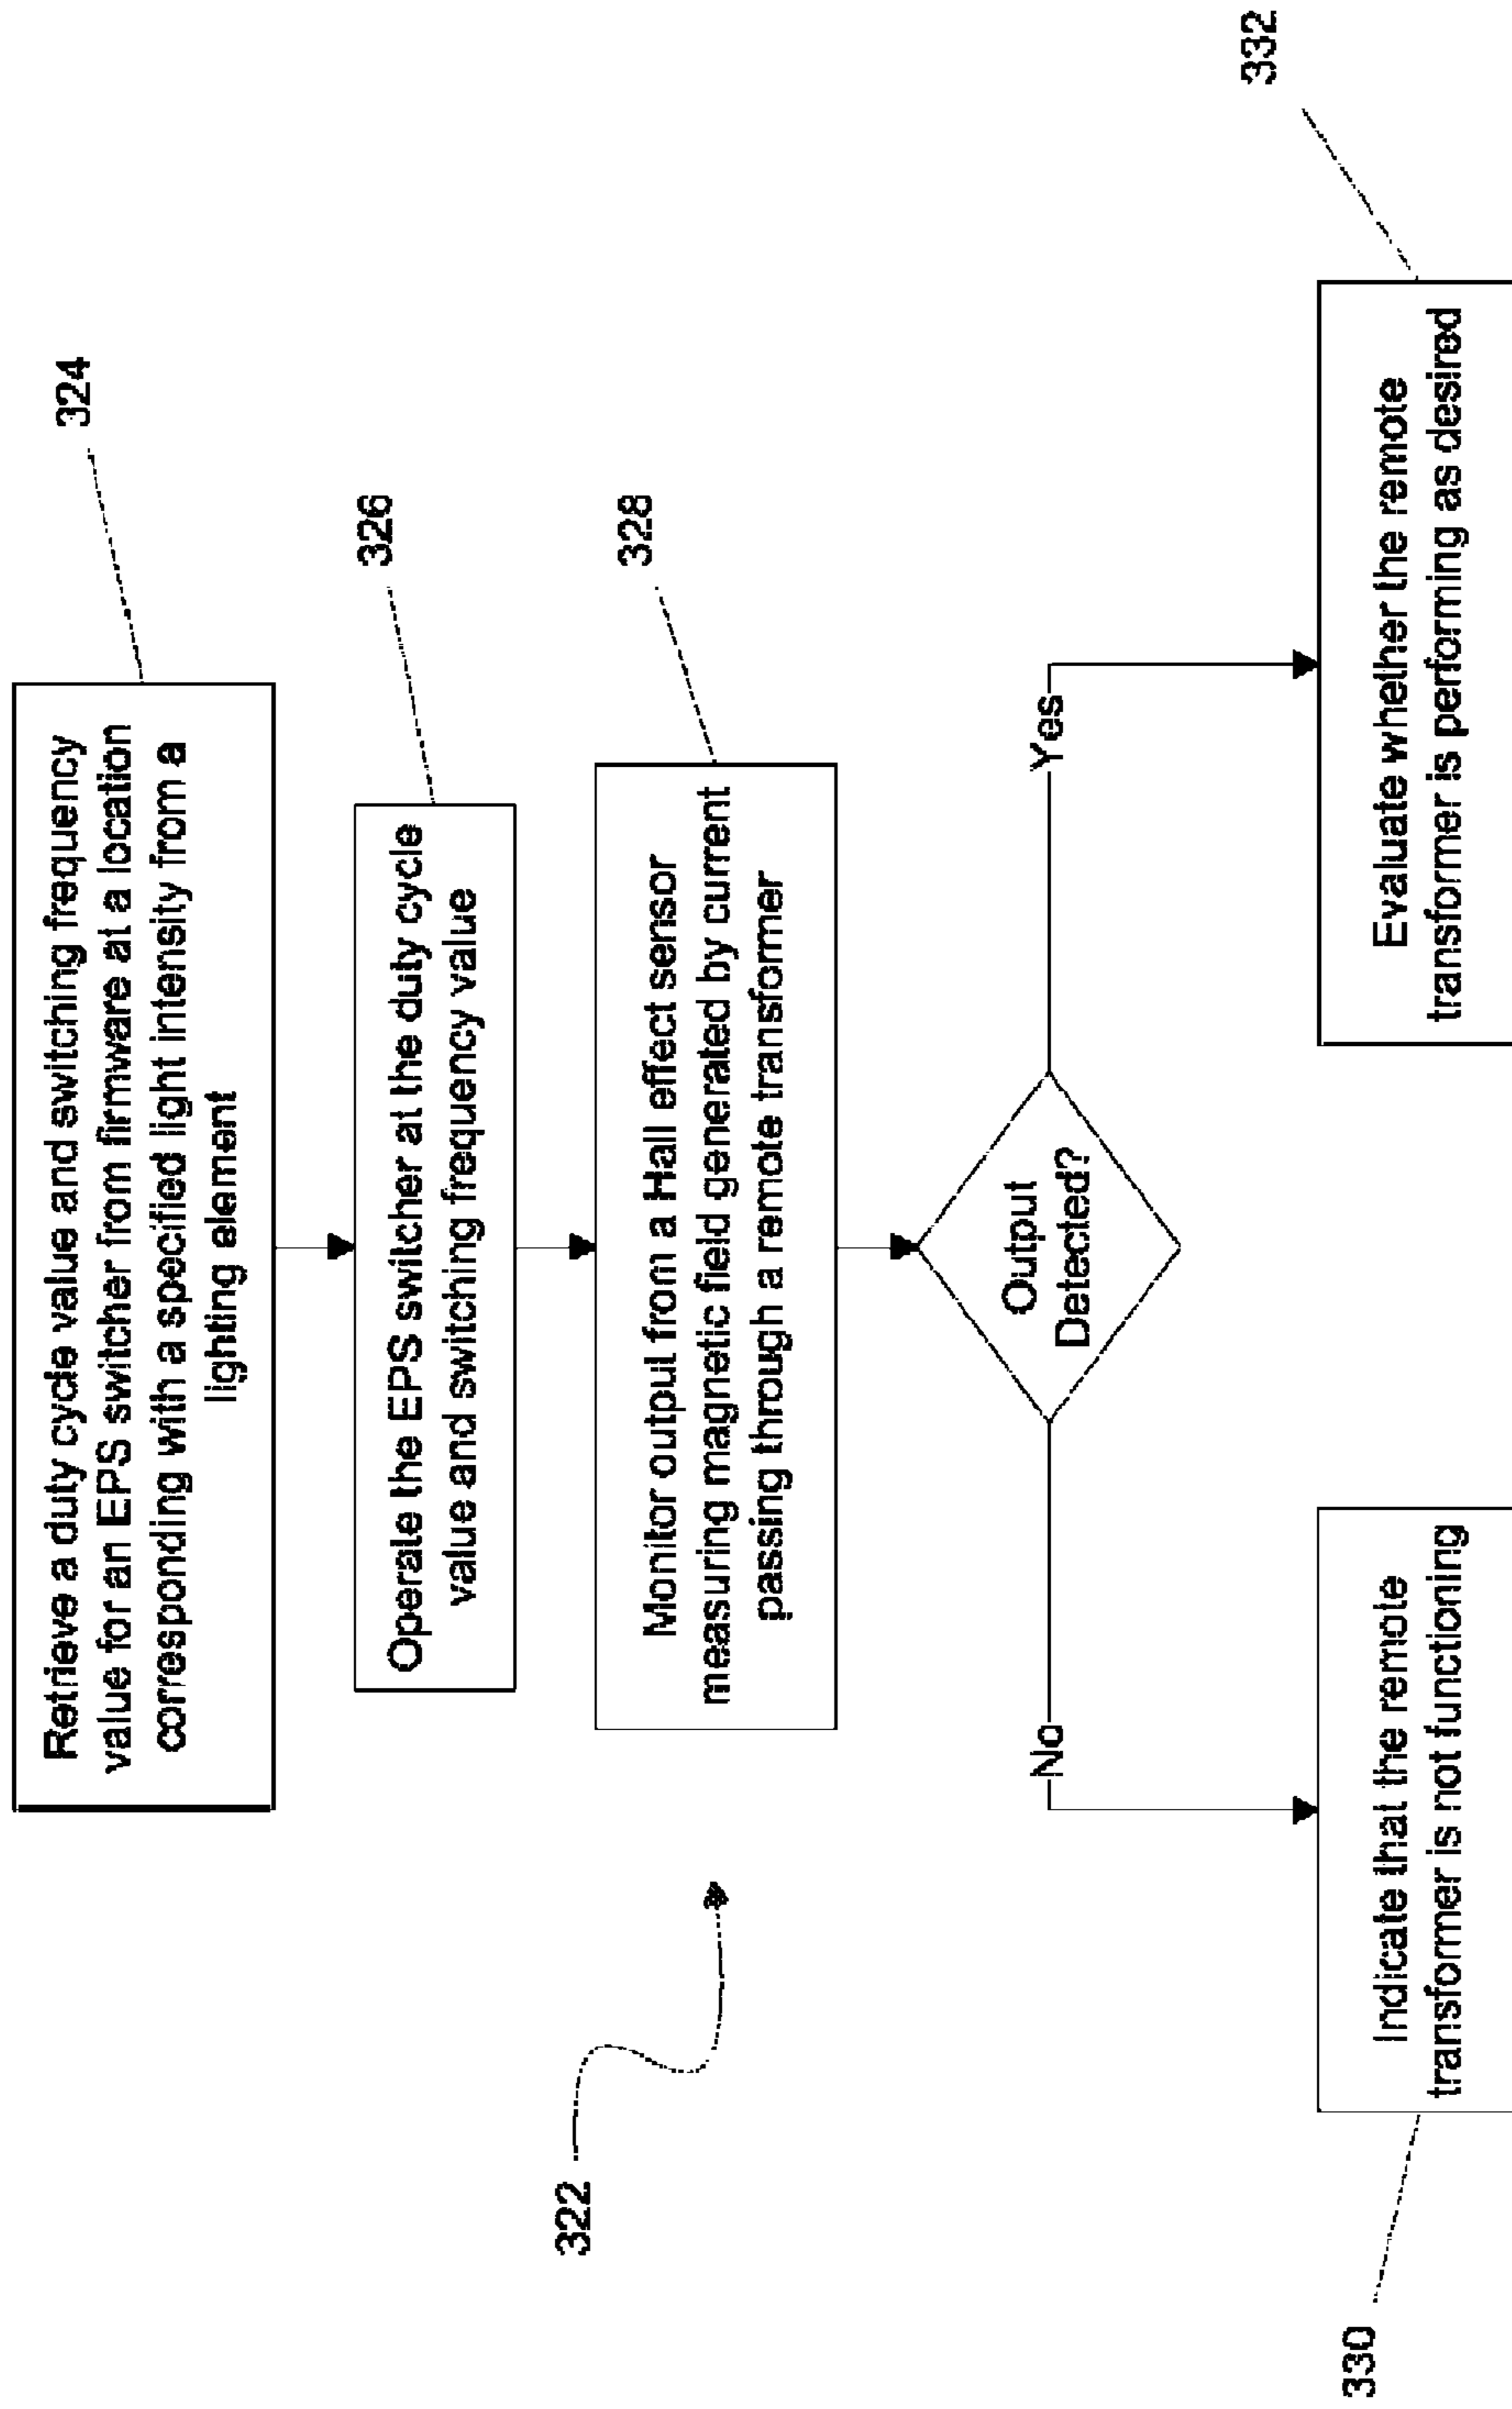 324
Retrieve a duty cycle value and switching frequency
value for an EPS switcher from firmware at a location
corresponding with a specified light intensity from a
lighting element
326
Operate the EPS switcher at the duty cycle
value and switching frequency value
328
Monitor output from a Hall effect sensor
measuring magnetic field generated by current
passing through a remote transformer
322
Output
Detected?
No
Yes
330
Indicate that the remote
transformer is not functioning
332
Evaluate whether the remote
transformer is performing as desired